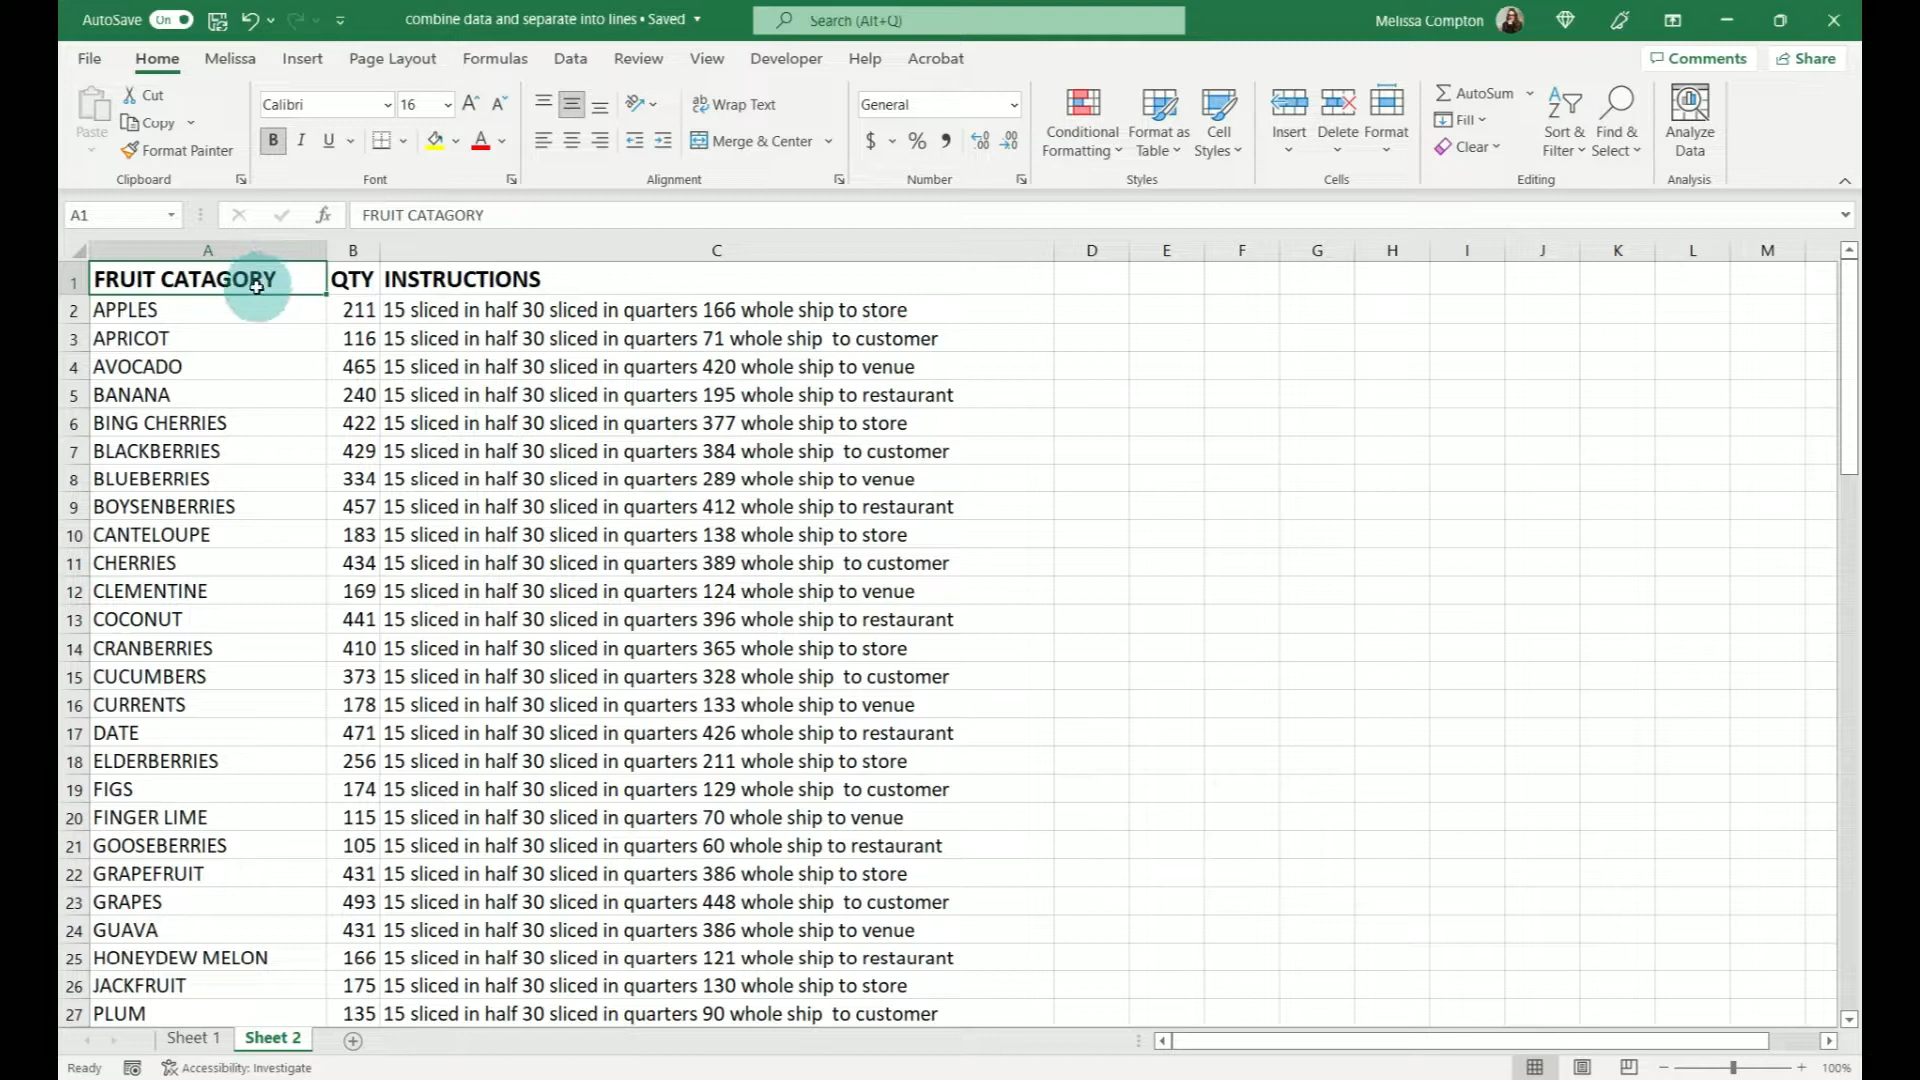 AutoSave On combine data and separate into lines • Saved Search (Alt+Q) Melissa Compton
File Home Melissa Insert Page Layout Formulas Data Review View Developer Help Acrobat Comments Share
Paste Cut Copy Format Painter Clipboard
Calibri 16 B I U A Font
ab Wrap Text Merge & Center Alignment
General $ % Number
Conditional Formatting Format as Table Cell Styles Styles
Insert Delete Format Cells
AutoSum Fill Clear Sort & Filter Find & Select Editing
Analyze Data Analysis
A1 fx FRUIT CATAGORY
A B C D E F G H I J K L M
1 FRUIT CATAGORY QTY INSTRUCTIONS
2 APPLES 211 15 sliced in half 30 sliced in quarters 166 whole ship to store
3 APRICOT 116 15 sliced in half 30 sliced in quarters 71 whole ship  to customer
4 AVOCADO 465 15 sliced in half 30 sliced in quarters 420 whole ship to venue
5 BANANA 240 15 sliced in half 30 sliced in quarters 195 whole ship to restaurant
6 BING CHERRIES 422 15 sliced in half 30 sliced in quarters 377 whole ship to store
7 BLACKBERRIES 429 15 sliced in half 30 sliced in quarters 384 whole ship  to customer
8 BLUEBERRIES 334 15 sliced in half 30 sliced in quarters 289 whole ship to venue
9 BOYSENBERRIES 457 15 sliced in half 30 sliced in quarters 412 whole ship to restaurant
10 CANTELOUPE 183 15 sliced in half 30 sliced in quarters 138 whole ship to store
11 CHERRIES 434 15 sliced in half 30 sliced in quarters 389 whole ship  to customer
12 CLEMENTINE 169 15 sliced in half 30 sliced in quarters 124 whole ship to venue
13 COCONUT 441 15 sliced in half 30 sliced in quarters 396 whole ship to restaurant
14 CRANBERRIES 410 15 sliced in half 30 sliced in quarters 365 whole ship to store
15 CUCUMBERS 373 15 sliced in half 30 sliced in quarters 328 whole ship  to customer
16 CURRENTS 178 15 sliced in half 30 sliced in quarters 133 whole ship to venue
17 DATE 471 15 sliced in half 30 sliced in quarters 426 whole ship to restaurant
18 ELDERBERRIES 256 15 sliced in half 30 sliced in quarters 211 whole ship to store
19 FIGS 174 15 sliced in half 30 sliced in quarters 129 whole ship  to customer
20 FINGER LIME 115 15 sliced in half 30 sliced in quarters 70 whole ship to venue
21 GOOSEBERRIES 105 15 sliced in half 30 sliced in quarters 60 whole ship to restaurant
22 GRAPEFRUIT 431 15 sliced in half 30 sliced in quarters 386 whole ship to store
23 GRAPES 493 15 sliced in half 30 sliced in quarters 448 whole ship  to customer
24 GUAVA 431 15 sliced in half 30 sliced in quarters 386 whole ship to venue
25 HONEYDEW MELON 166 15 sliced in half 30 sliced in quarters 121 whole ship to restaurant
26 JACKFRUIT 175 15 sliced in half 30 sliced in quarters 130 whole ship to store
27 PLUM 135 15 sliced in half 30 sliced in quarters 90 whole ship  to customer
Sheet 1 Sheet 2
Ready Accessibility: Investigate 100%